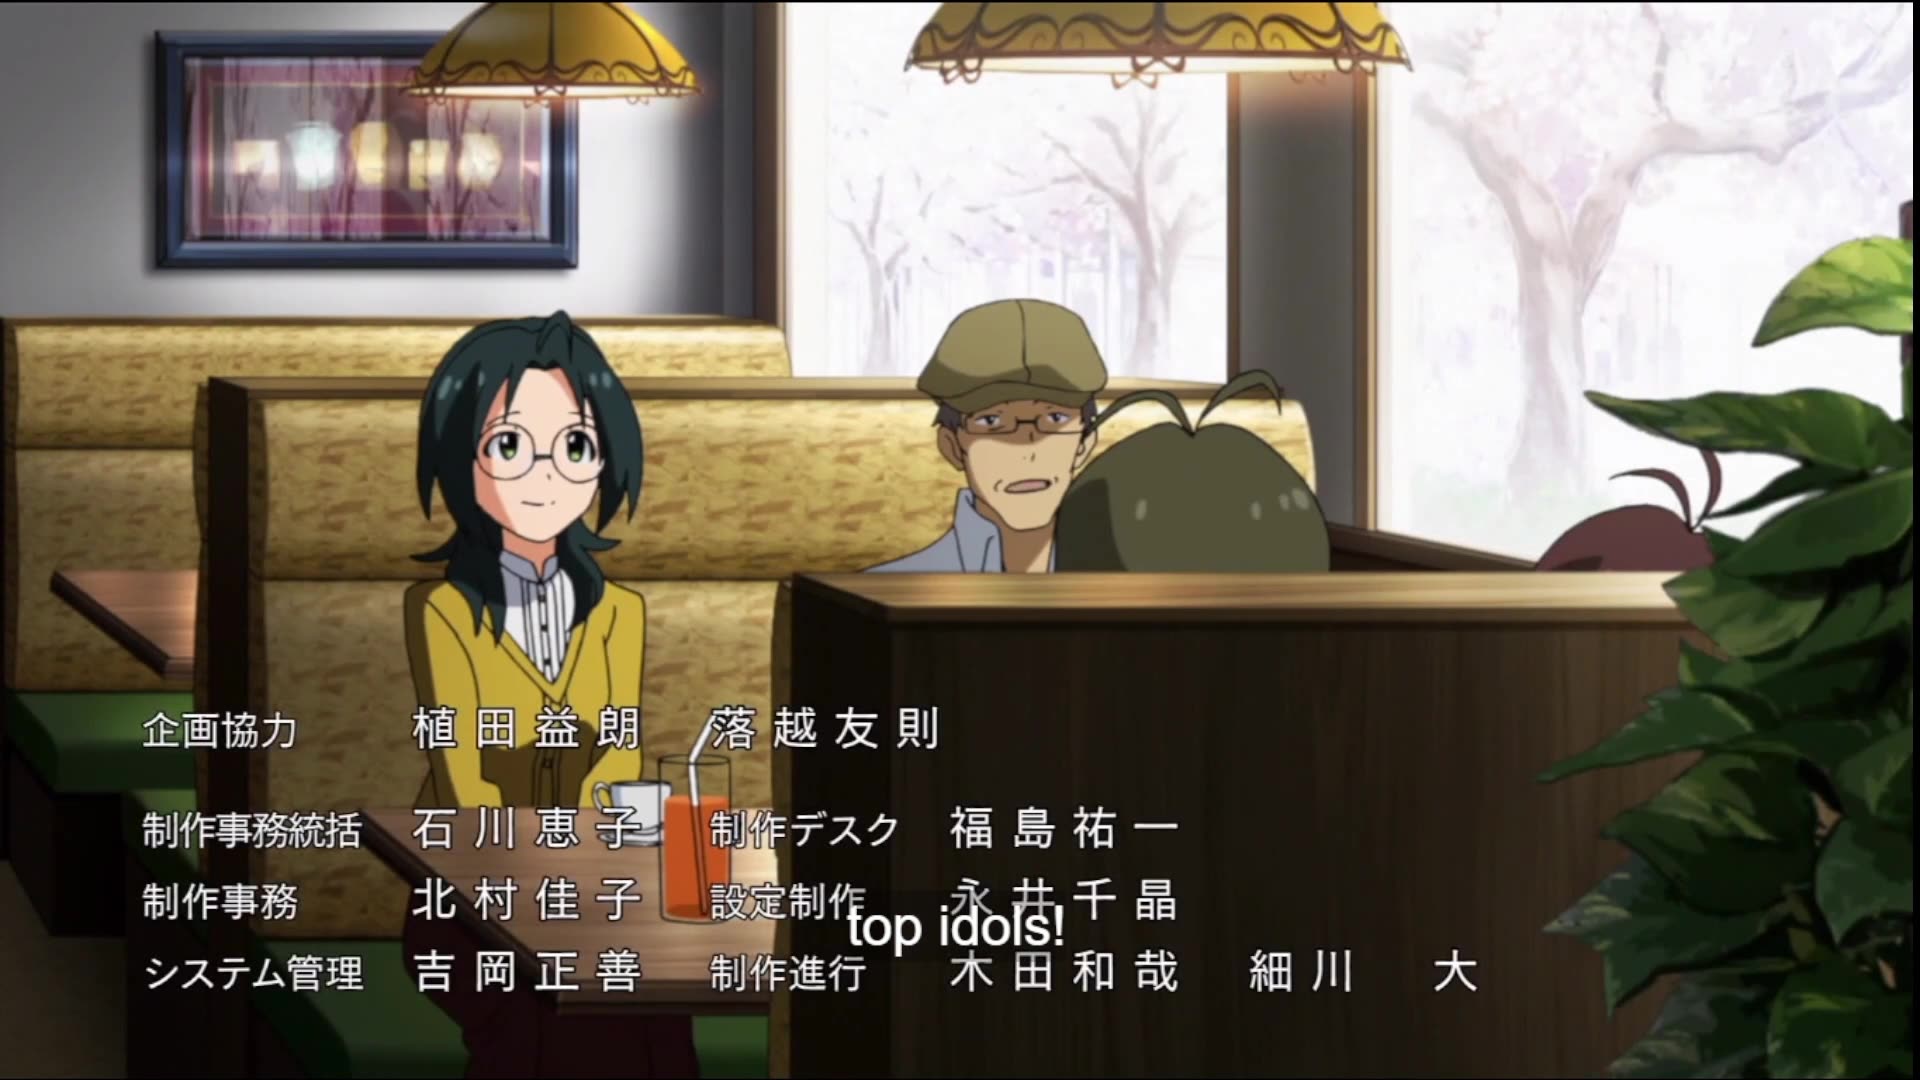 企画協力 植田益朗 落越友則
制作事務統括 石川恵子 制作デスク 福島祐一
制作事務 北村佳子 設定制作 永井千晶
top idols!
システム管理 吉岡正善 制作進行 木田和哉 細川 大